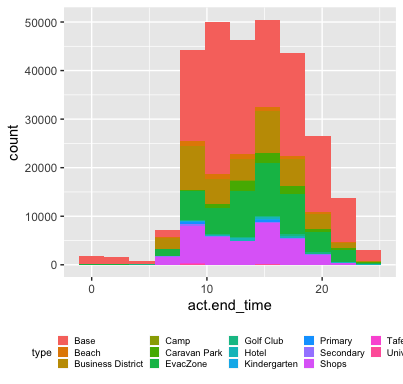 50000
40000
30000
20000
10000
0
count
0 10 20
act.end_time
type
Base Camp Golf Club Primary
Beach Caravan Park Hotel Secondary
Business District EvacZone Kindergarten Shops